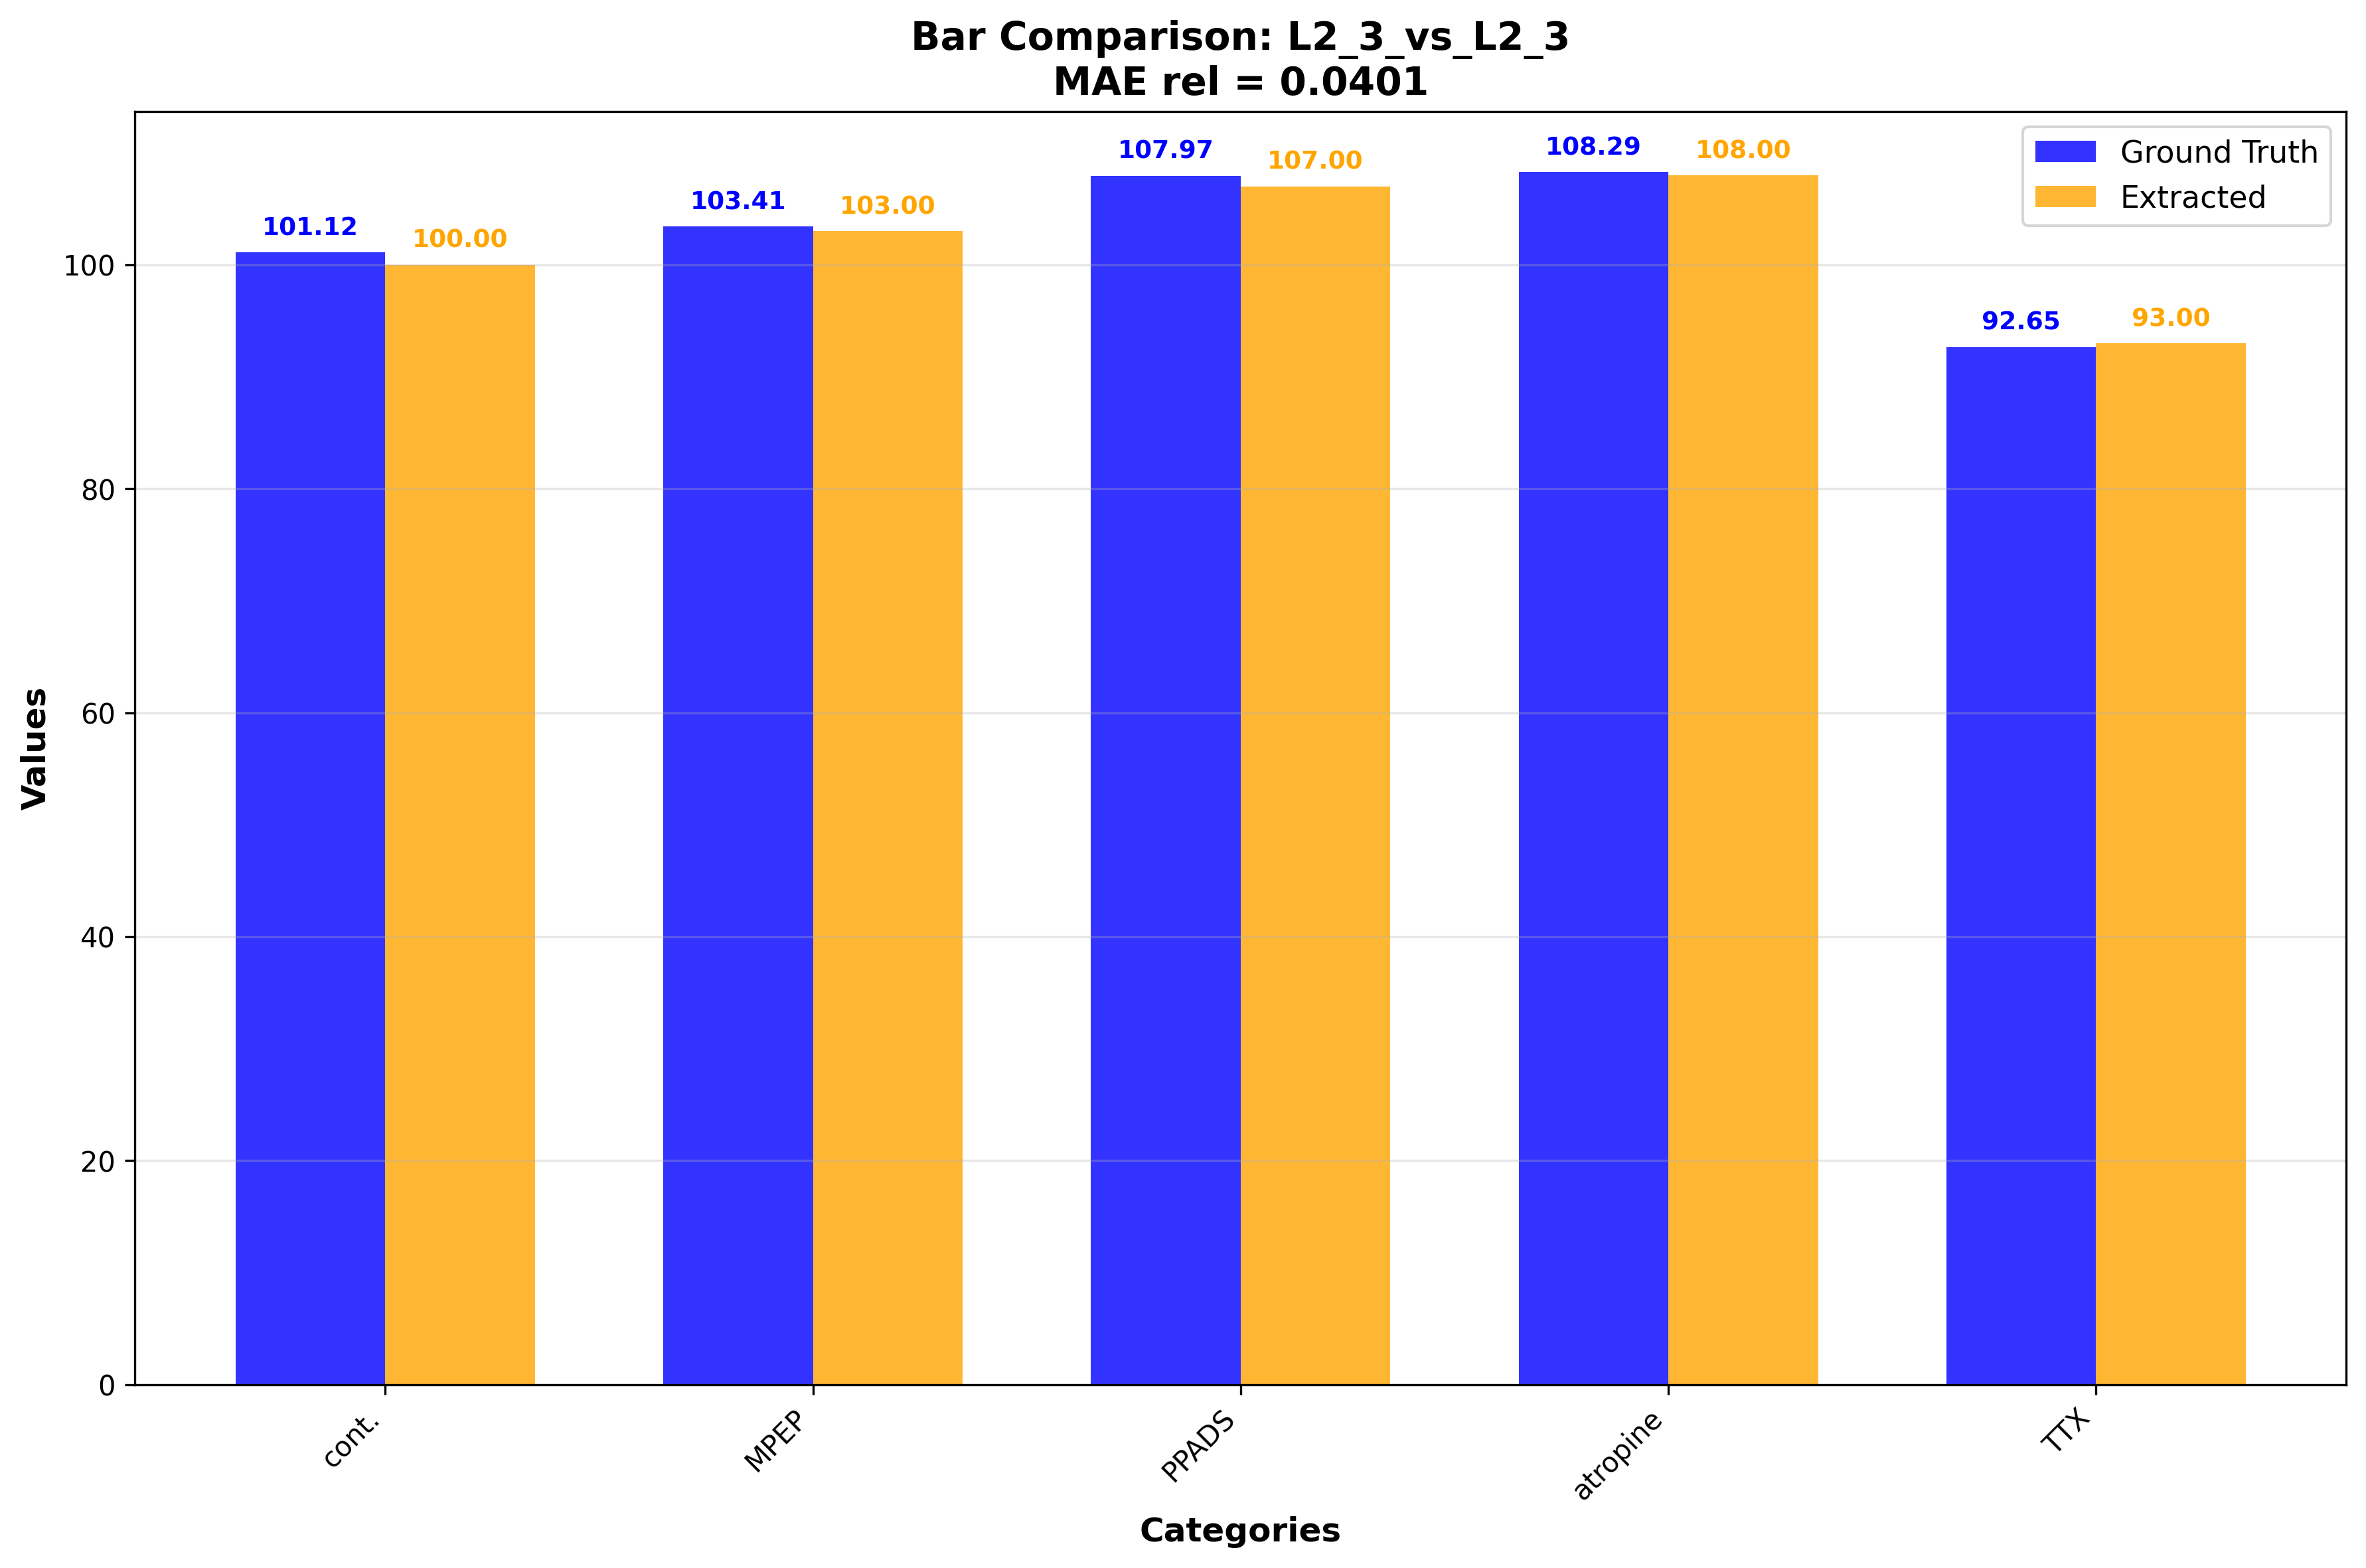 Bar Comparison: L2_3_vs_L2_3
MAE rel = 0.0401
Ground Truth
Extracted
101.12
100.00
103.41
103.00
107.97
107.00
108.29
108.00
92.65
93.00
Values
100
80
60
40
20
0
cont.
MPEP
PPADS
atropine
TTX
Categories